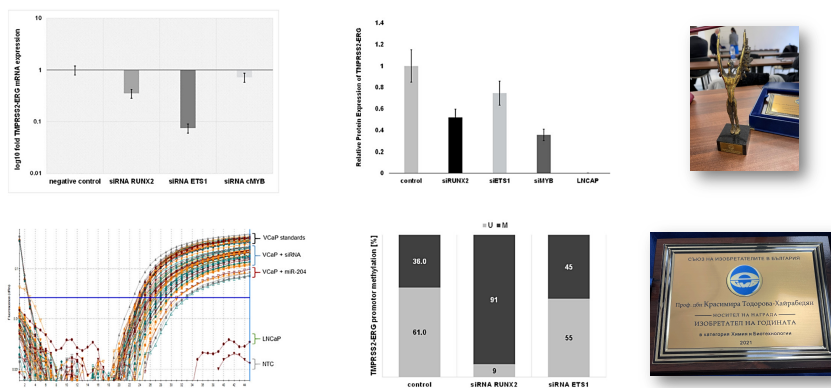 10
1
0.1
0.01
log10 fold TMPRSS2-ERG mRNA expression
negative control siRNA RUNX2 siRNA ETS1 siRNA cMYB
1.4
1.2
1
0.8
0.6
0.4
0.2
0
Relative Protein Expression of TMPRSS2-ERG
control siRUNX2 siETS1 siMYB LNCAP
VCaP standards
VCaP + siRNA
VCaP + miR-204
LNCaP
NTC
U M
TMPRSS2-ERG promoter methylation [%]
36.0 91 45
61.0 9 55
control siRNA RUNX2 siRNA ETS1
СЪЮЗ НА ИЗОБРЕТАТЕЛИТЕ В БЪЛГАРИЯ
Проф. дбн Красимира Тодорова-Хайрабедян
НОСИТЕЛ НА НАГРАДА
ИЗОБРЕТАТЕЛ НА ГОДИНАТА
в категория Химия и Биотехнологии
2021